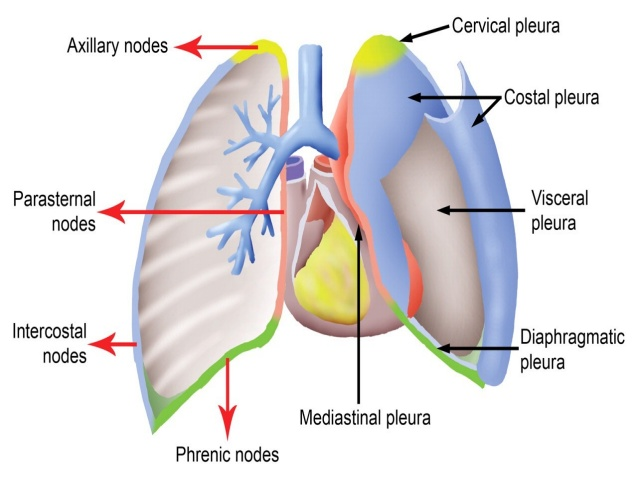 Cervical pleura
Axillary nodes
Costal pleura
Parasternal
nodes
Visceral
pleura
Intercostal
nodes
Diaphragmatic
pleura
Mediastinal pleura
Phrenic nodes